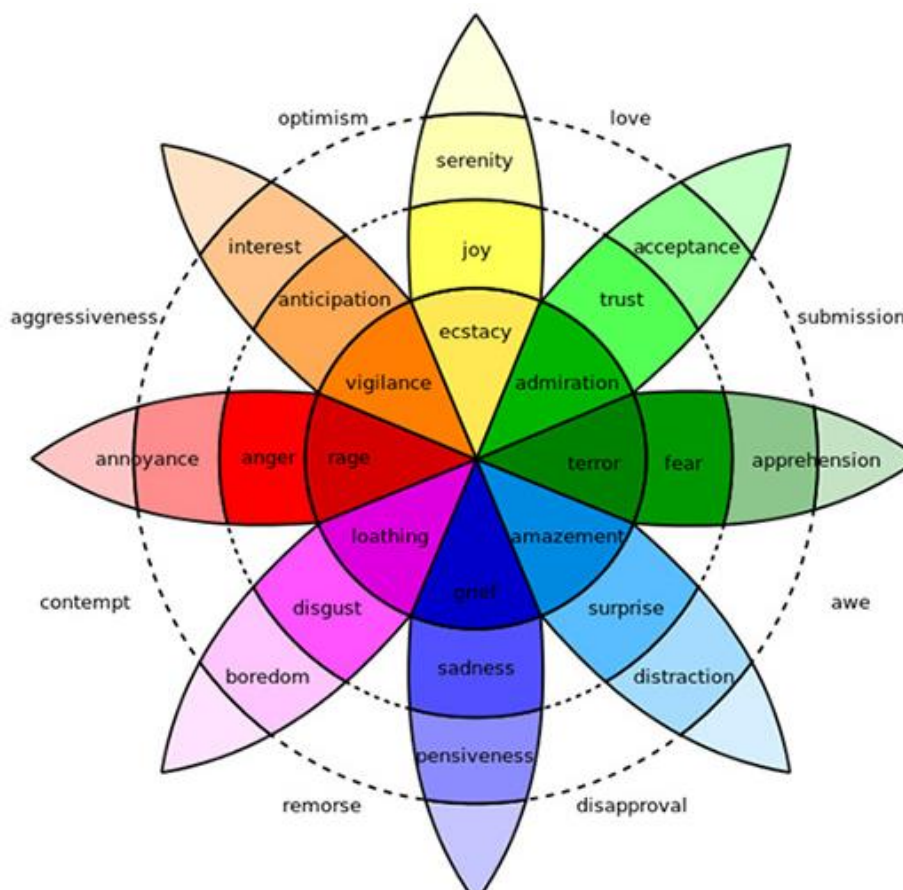 optimism
love
serenity
interest
acceptance
joy
anticipation
trust
aggressiveness
submission
ecstacy
vigilance
admiration
annoyance
anger
rage
terror
fear
apprehension
loathing
amazement
contempt
disgust
grief
surprise
awe
boredom
sadness
distraction
pensiveness
remorse
disapproval